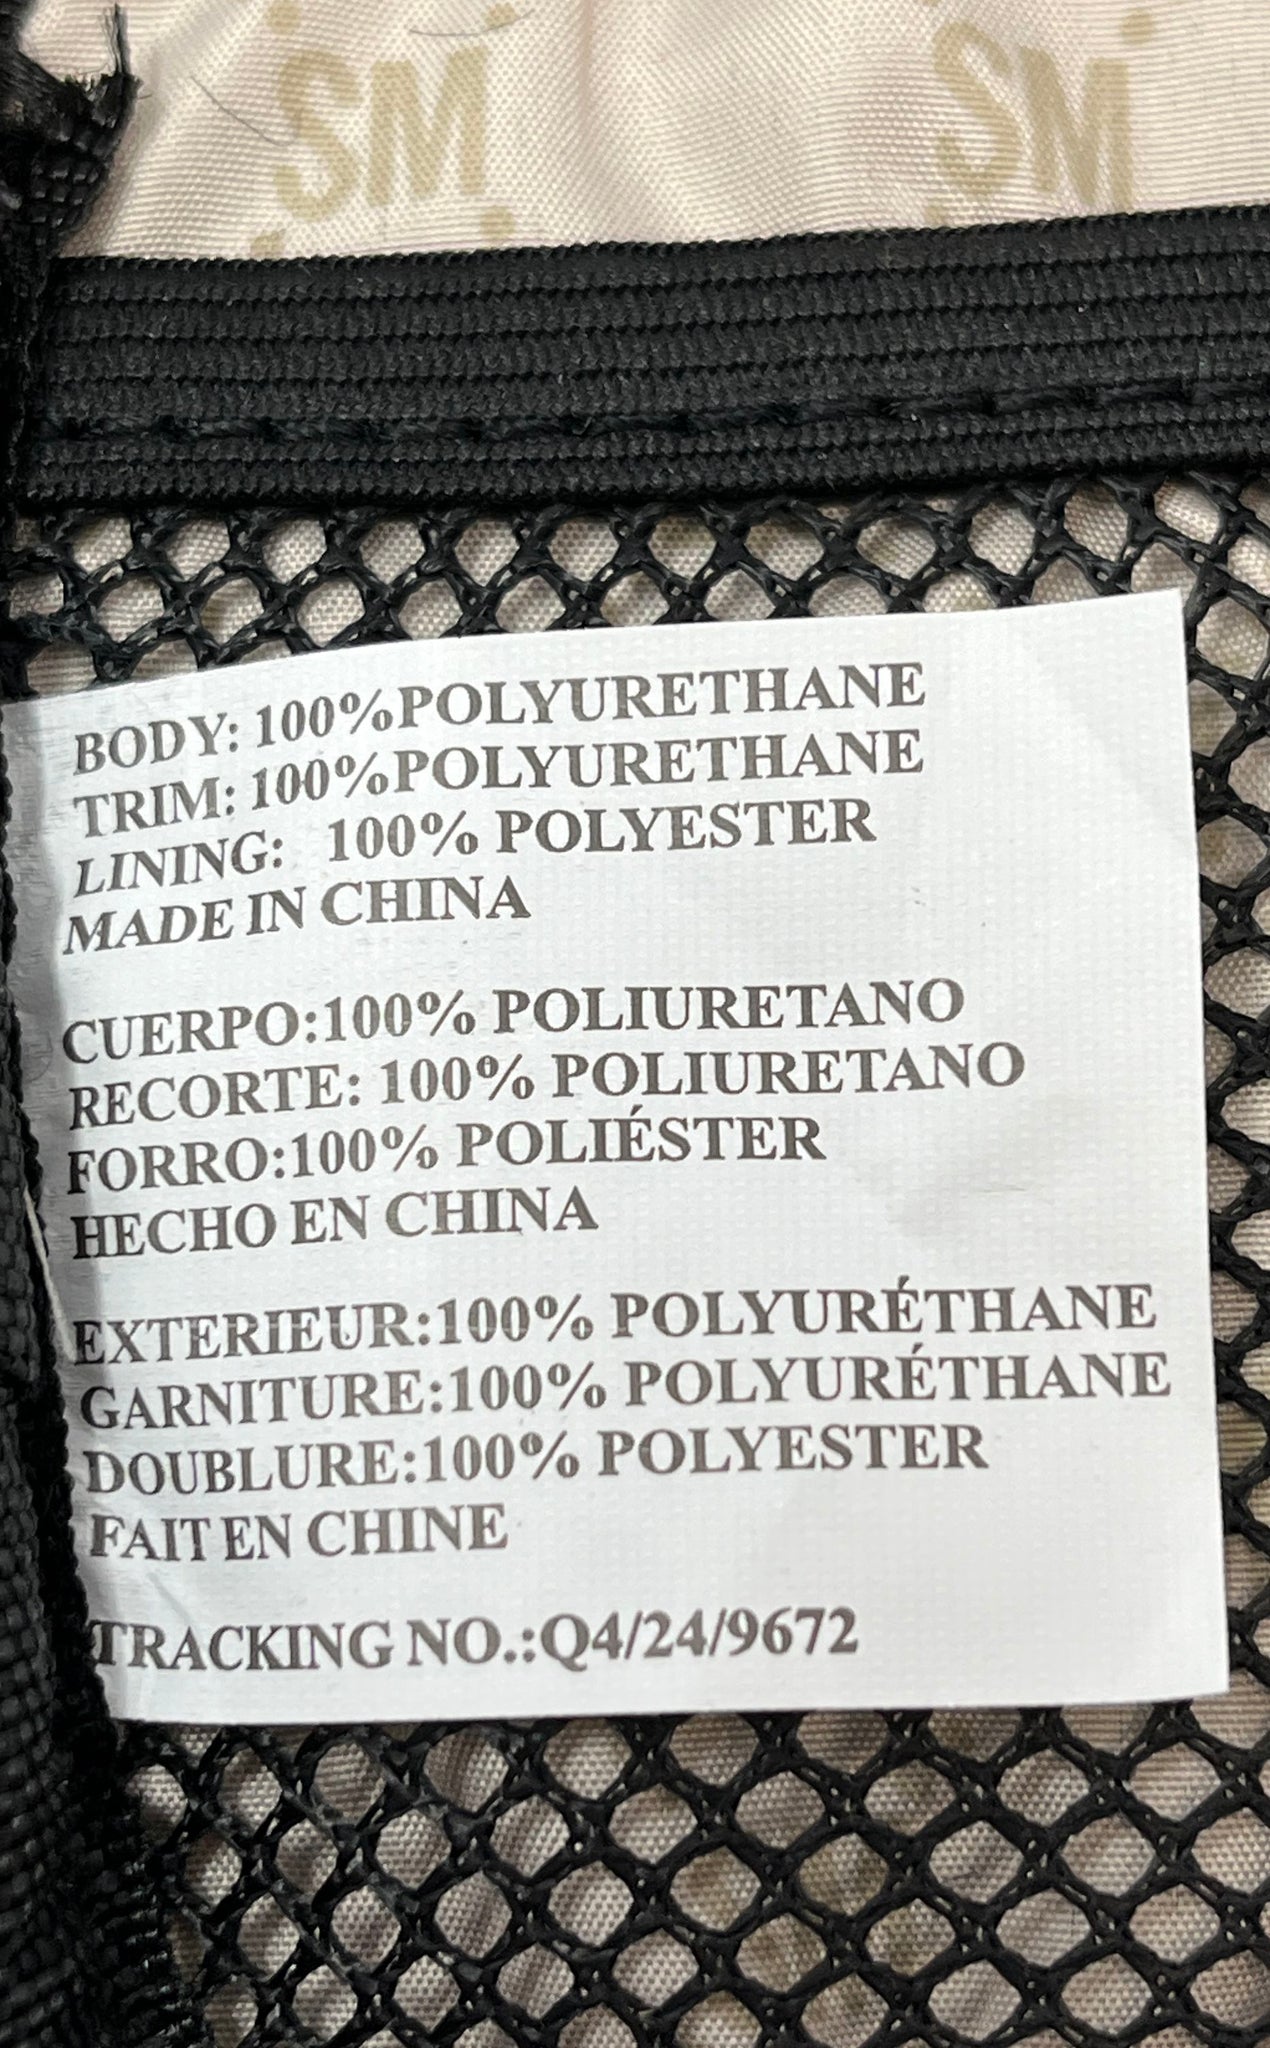 SM SM
BODY: 100%POLYURETHANE
TRIM: 100%POLYURETHANE
LINING: 100% POLYESTER
MADE IN CHINA
CUERPO:100% POLIURETANO
RECORTE: 100% POLIURETANO
FORRO:100% POLIÉSTER
HECHO EN CHINA
EXTERIEUR:100% POLYURÉTHANE
GARNITURE:100% POLYURÉTHANE
DOUBLURE:100% POLYESTER
FAIT EN CHINE
TRACKING NO.:Q4/24/9672